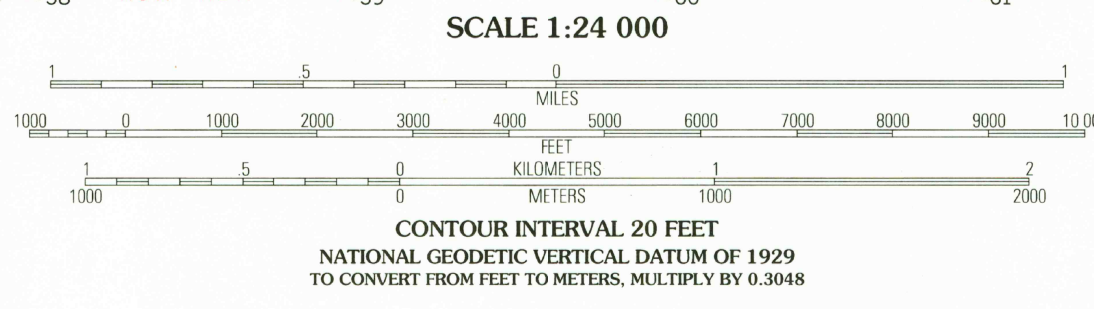 SCALE 1:24 000
1 .5 0 1
MILES
1000 0 1000 2000 3000 4000 5000 6000 7000 8000 9000
FEET
1 .5 0 KILOMETERS 1 2
1000 0 METERS 1000 2000
CONTOUR INTERVAL 20 FEET
NATIONAL GEODETIC VERTICAL DATUM OF 1929
TO CONVERT FROM FEET TO METERS, MULTIPLY BY 0.3048